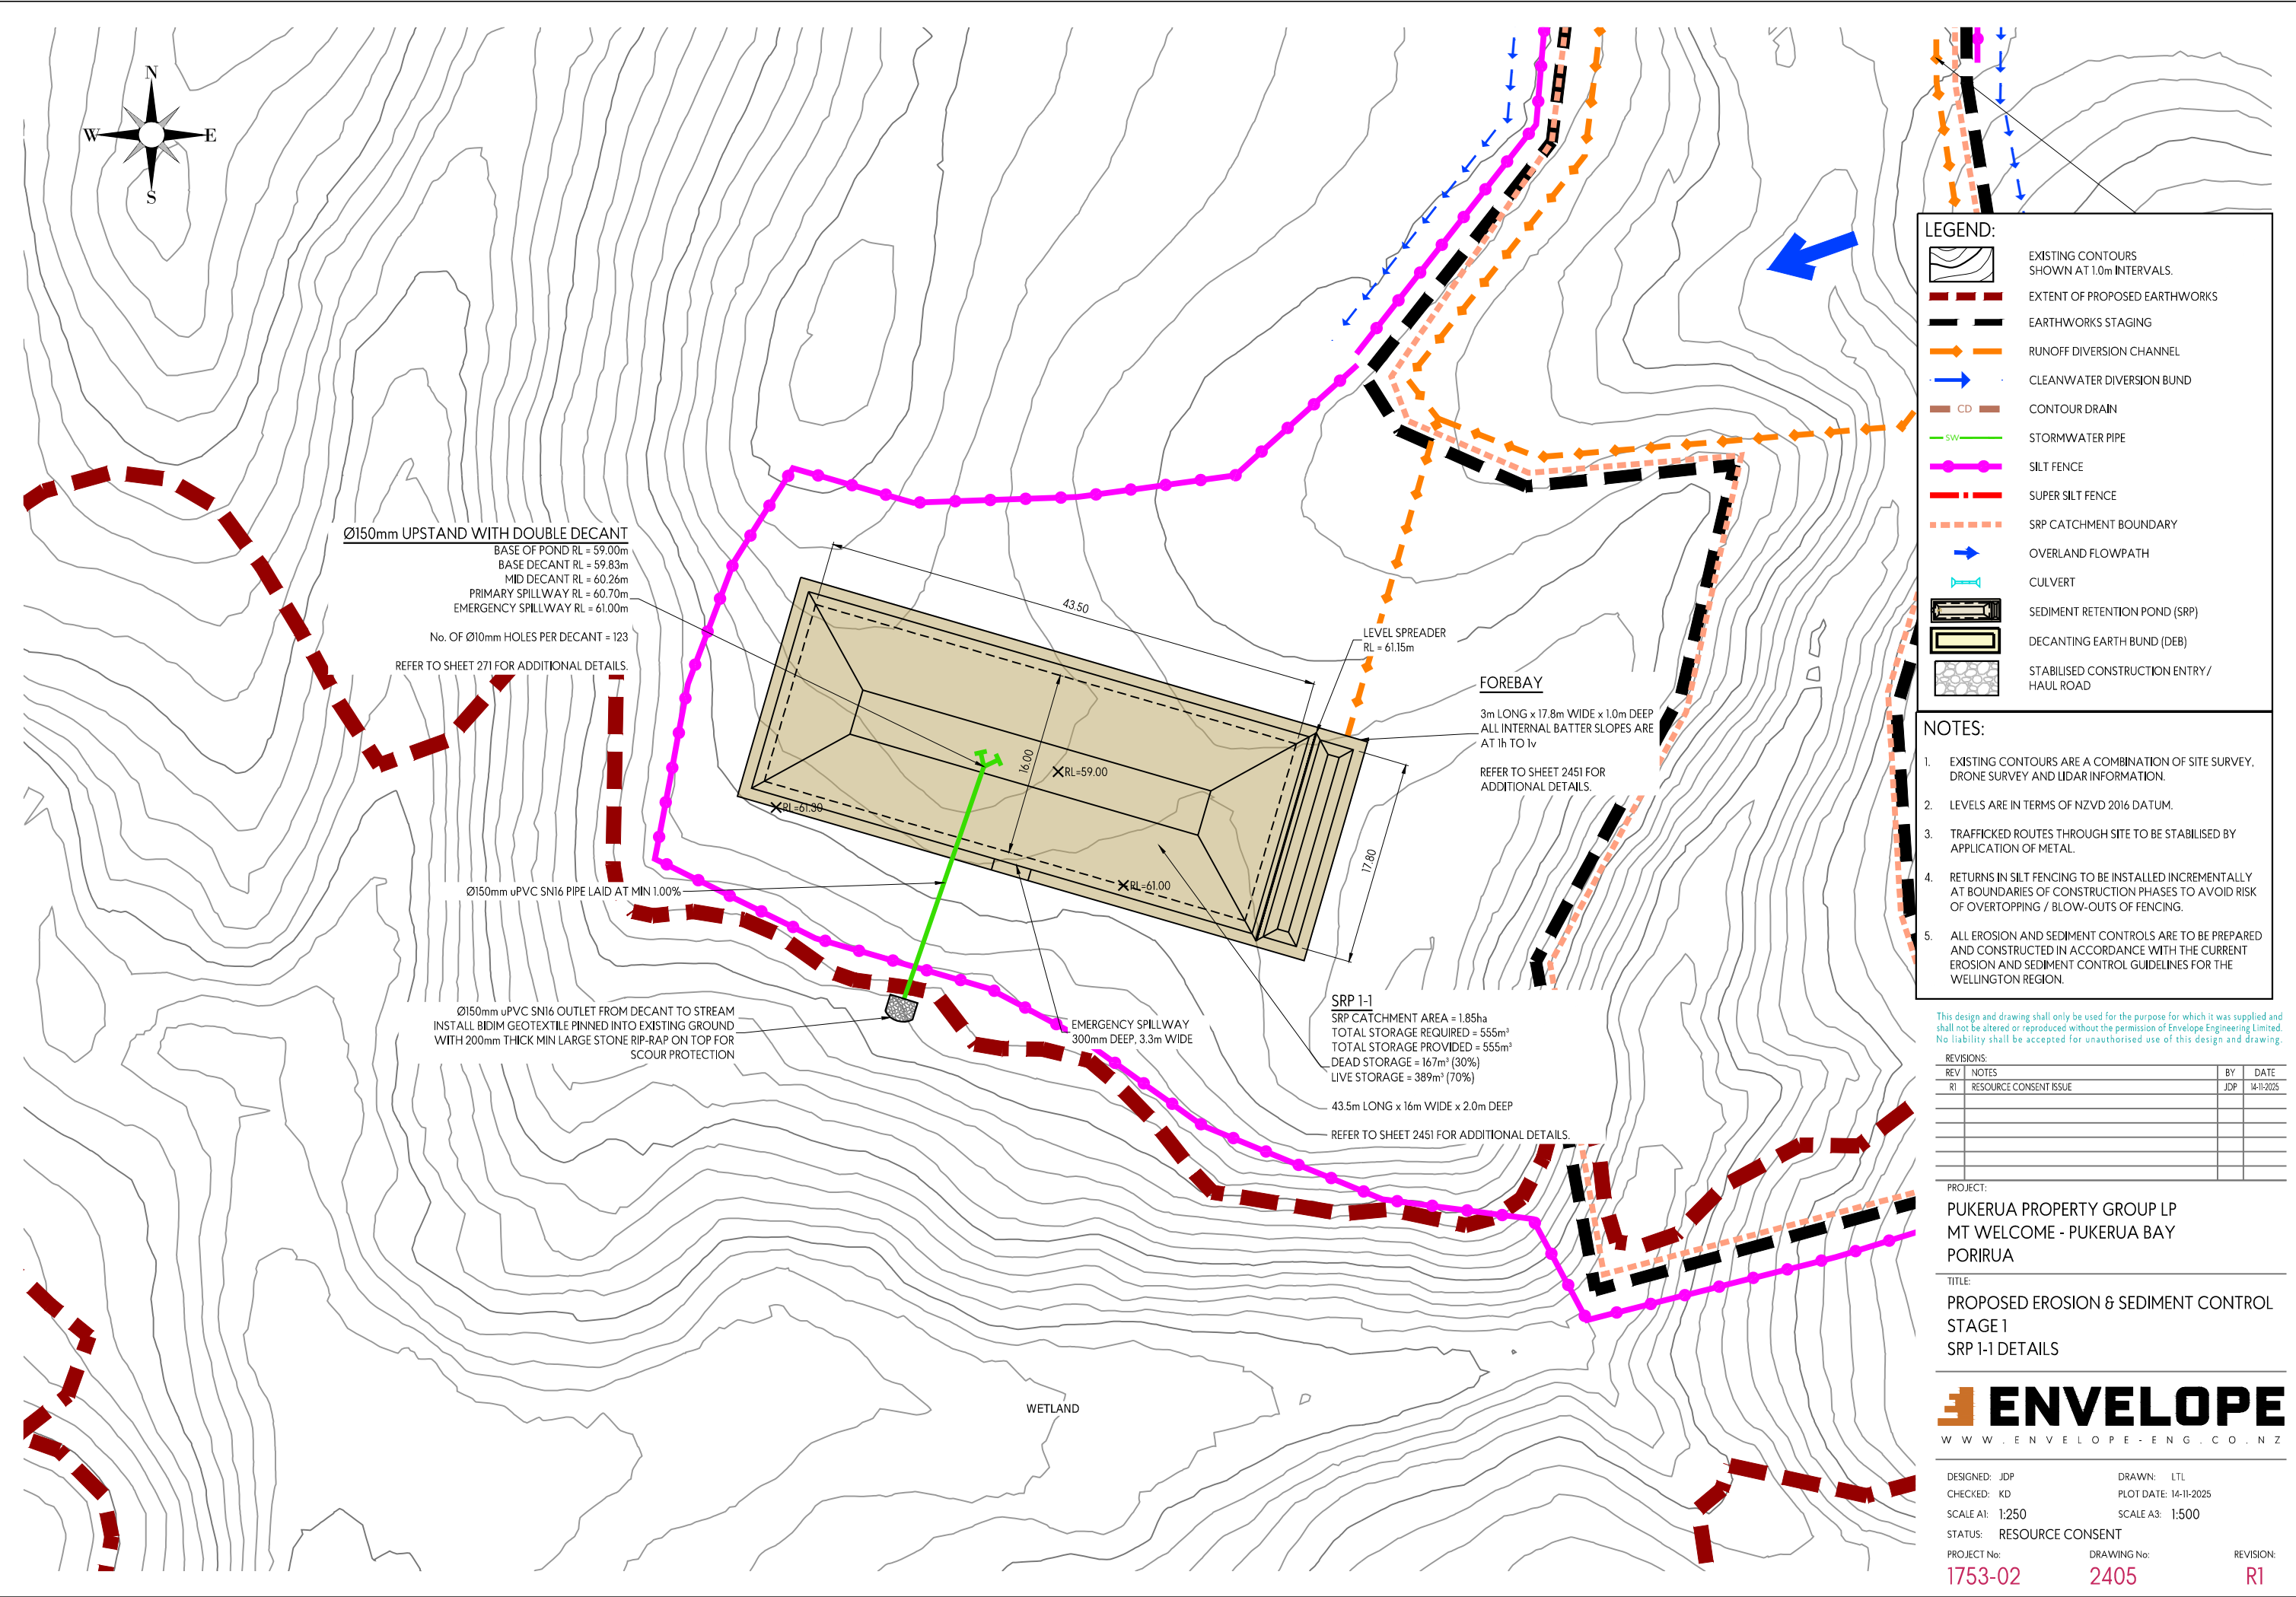 N
W
E
S
Ø150mm UPSTAND WITH DOUBLE DECANT
BASE OF POND RL = 59.00m
BASE DECANT RL = 59.83m
MID DECANT RL = 60.26m
PRIMARY SPILLWAY RL = 60.70m
EMERGENCY SPILLWAY RL = 61.00m
No. OF Ø10mm HOLES PER DECANT = 123
REFER TO SHEET 271 FOR ADDITIONAL DETAILS.
43.50
16.00
17.80
RL=59.00
RL=61.30
RL=61.00
LEVEL SPREADER
RL = 61.15m
FOREBAY
3m LONG x 17.8m WIDE x 1.0m DEEP
ALL INTERNAL BATTER SLOPES ARE
AT 1h TO 1v
REFER TO SHEET 2451 FOR
ADDITIONAL DETAILS.
Ø150mm uPVC SN16 PIPE LAID AT MIN 1.00%
Ø150mm uPVC SN16 OUTLET FROM DECANT TO STREAM
INSTALL BIDIM GEOTEXTILE PINNED INTO EXISTING GROUND
WITH 200mm THICK MIN LARGE STONE RIP-RAP ON TOP FOR
SCOUR PROTECTION
EMERGENCY SPILLWAY
300mm DEEP, 3.3m WIDE
SRP 1-1
SRP CATCHMENT AREA = 1.85ha
TOTAL STORAGE REQUIRED = 555m³
TOTAL STORAGE PROVIDED = 555m³
DEAD STORAGE = 167m³ (30%)
LIVE STORAGE = 389m³ (70%)
43.5m LONG x 16m WIDE x 2.0m DEEP
REFER TO SHEET 2451 FOR ADDITIONAL DETAILS.
WETLAND
LEGEND:
EXISTING CONTOURS
SHOWN AT 1.0m INTERVALS.
EXTENT OF PROPOSED EARTHWORKS
EARTHWORKS STAGING
RUNOFF DIVERSION CHANNEL
CLEANWATER DIVERSION BUND
CD
CONTOUR DRAIN
SW
STORMWATER PIPE
SILT FENCE
SUPER SILT FENCE
SRP CATCHMENT BOUNDARY
OVERLAND FLOWPATH
CULVERT
SEDIMENT RETENTION POND (SRP)
DECANTING EARTH BUND (DEB)
STABILISED CONSTRUCTION ENTRY/
HAUL ROAD
NOTES:
1. EXISTING CONTOURS ARE A COMBINATION OF SITE SURVEY,
DRONE SURVEY AND LIDAR INFORMATION.
2. LEVELS ARE IN TERMS OF NZVD 2016 DATUM.
3. TRAFFICKED ROUTES THROUGH SITE TO BE STABILISED BY
APPLICATION OF METAL.
4. RETURNS IN SILT FENCING TO BE INSTALLED INCREMENTALLY
AT BOUNDARIES OF CONSTRUCTION PHASES TO AVOID RISK
OF OVERTOPPING / BLOW-OUTS OF FENCING.
5. ALL EROSION AND SEDIMENT CONTROLS ARE TO BE PREPARED
AND CONSTRUCTED IN ACCORDANCE WITH THE CURRENT
EROSION AND SEDIMENT CONTROL GUIDELINES FOR THE
WELLINGTON REGION.
This design and drawing shall only be used for the purpose for which it was supplied and
shall not be altered or reproduced without the permission of Envelope Engineering Limited.
No liability shall be accepted for unauthorised use of this design and drawing.
REVISIONS:
REV NOTES BY DATE
R1 RESOURCE CONSENT ISSUE JDP 14-11-2025
PROJECT:
PUKERUA PROPERTY GROUP LP
MT WELCOME - PUKERUA BAY
PORIRUA
TITLE:
PROPOSED EROSION & SEDIMENT CONTROL
STAGE 1
SRP 1-1 DETAILS
ENVELOPE
WWW.ENVELOPE-ENG.CO.NZ
DESIGNED: JDP DRAWN: LTL
CHECKED: KD PLOT DATE: 14-11-2025
SCALE A1: 1:250 SCALE A3: 1:500
STATUS: RESOURCE CONSENT
PROJECT No: DRAWING No: REVISION:
1753-02 2405 R1